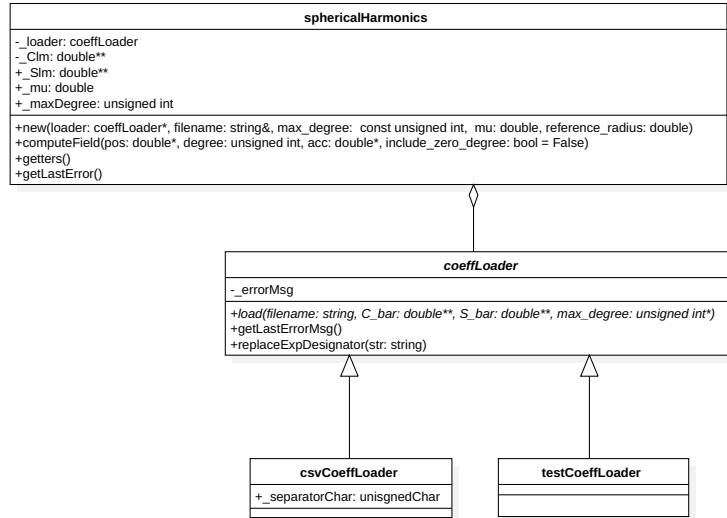 sphericalHarmonics
-_loader: coeffLoader
-_Clm: double**
+_Slm: double**
+_mu: double
+_maxDegree: unsigned int
+new(loader: coeffLoader*, filename: string&, max_degree: const unsigned int, mu: double, reference_radius: double)
+computeField(pos: double*, degree: unsigned int, acc: double*, include_zero_degree: bool = False)
+getters()
+getLastError()
coeffLoader
-_errorMsg
+load(filename: string, C_bar: double**, S_bar: double**, max_degree: unsigned int*)
+getLastErrorMsg()
+replaceExpDesignator(str: string)
csvCoeffLoader
+_separatorChar: unisgnedChar
testCoeffLoader